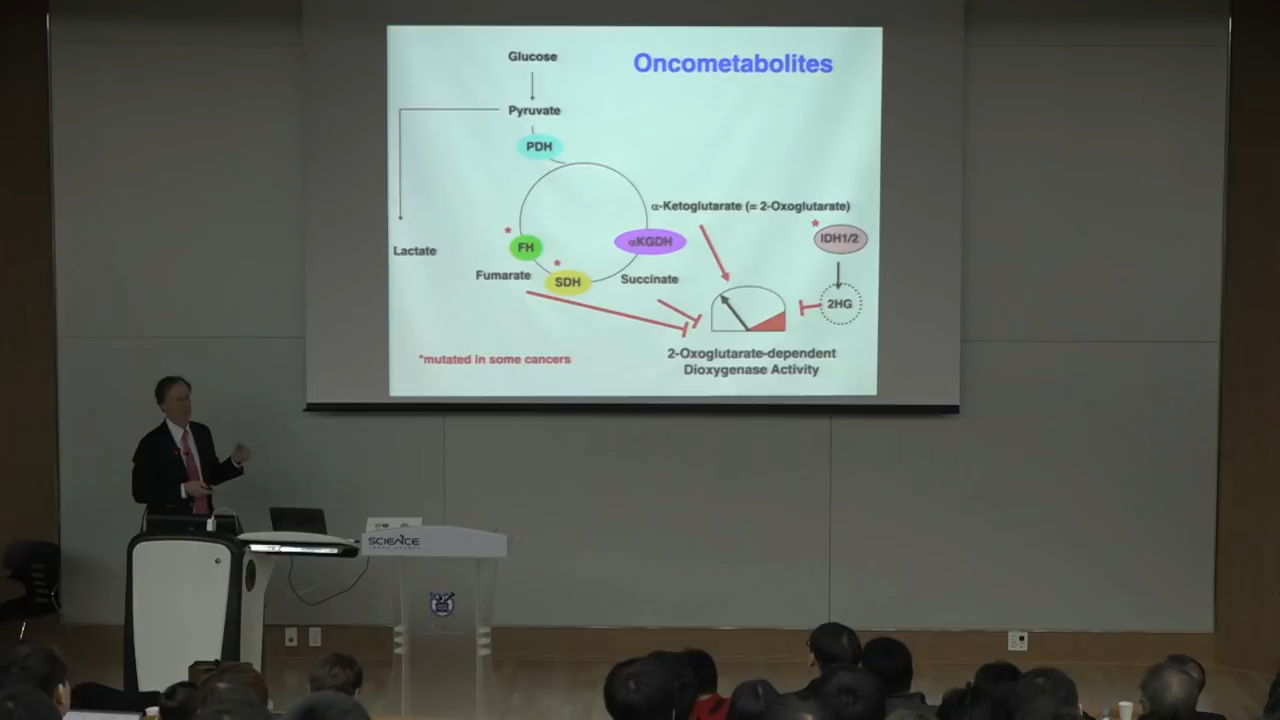 Oncometabolites
Glucose
Pyruvate
PDH
α-Ketoglutarate (= 2-Oxoglutarate)
*
IDH1/2
*
FH
αKGDH
Lactate
*
Fumarate
SDH
Succinate
2HG
*mutated in some cancers
2-Oxoglutarate-dependent
Dioxygenase Activity
SCIENCE